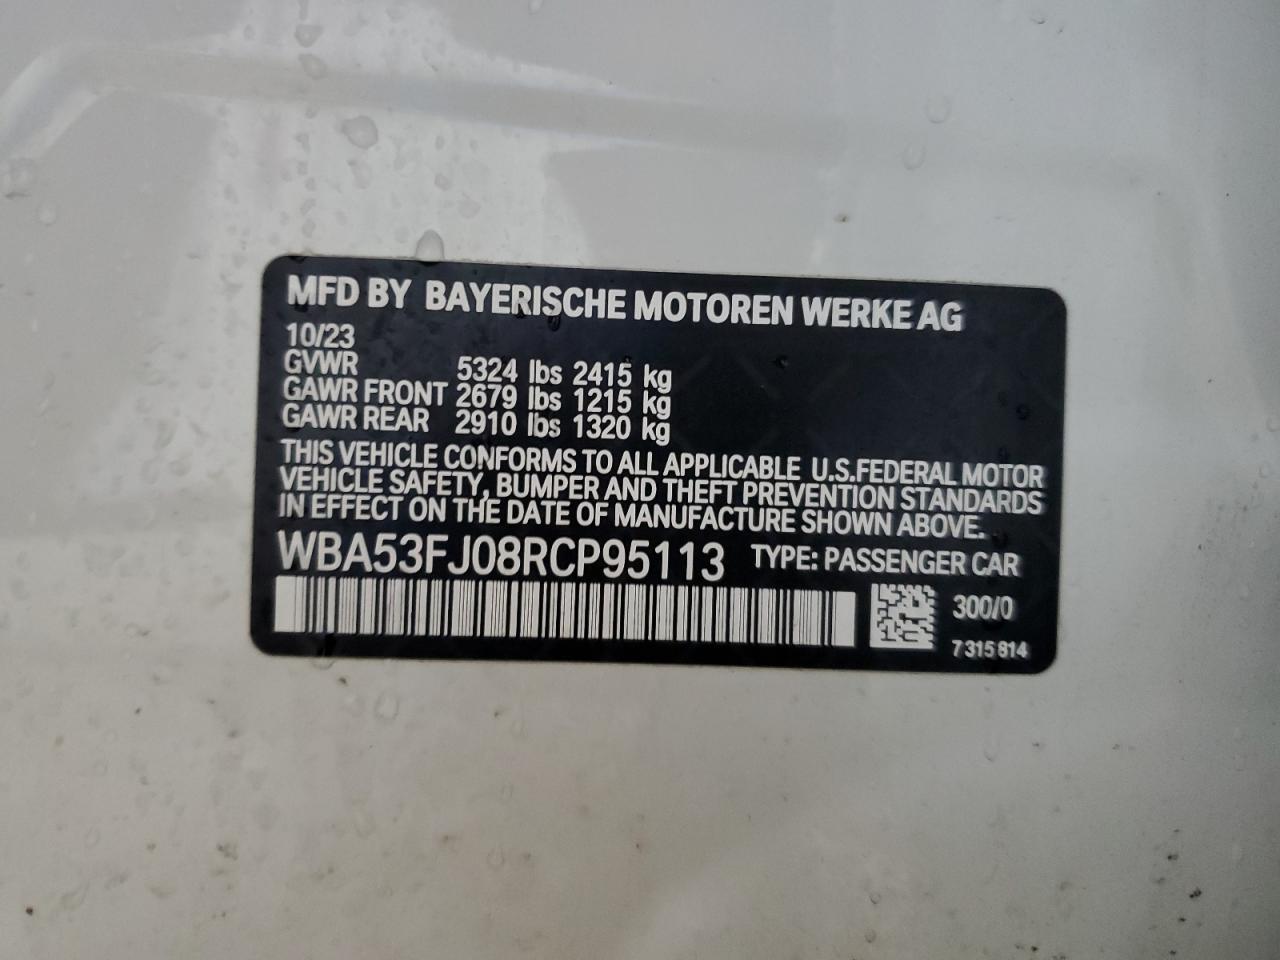 MFD BY BAYERISCHE MOTOREN WERKE AG
10/23
GVWR 5324 lbs 2415 kg
GAWR FRONT 2679 lbs 1215 kg
GAWR REAR 2910 lbs 1320 kg
THIS VEHICLE CONFORMS TO ALL APPLICABLE U.S.FEDERAL MOTOR
VEHICLE SAFETY, BUMPER AND THEFT PREVENTION STANDARDS
IN EFFECT ON THE DATE OF MANUFACTURE SHOWN ABOVE.
WBA53FJ08RCP95113 TYPE: PASSENGER CAR
300/0
7 315 814